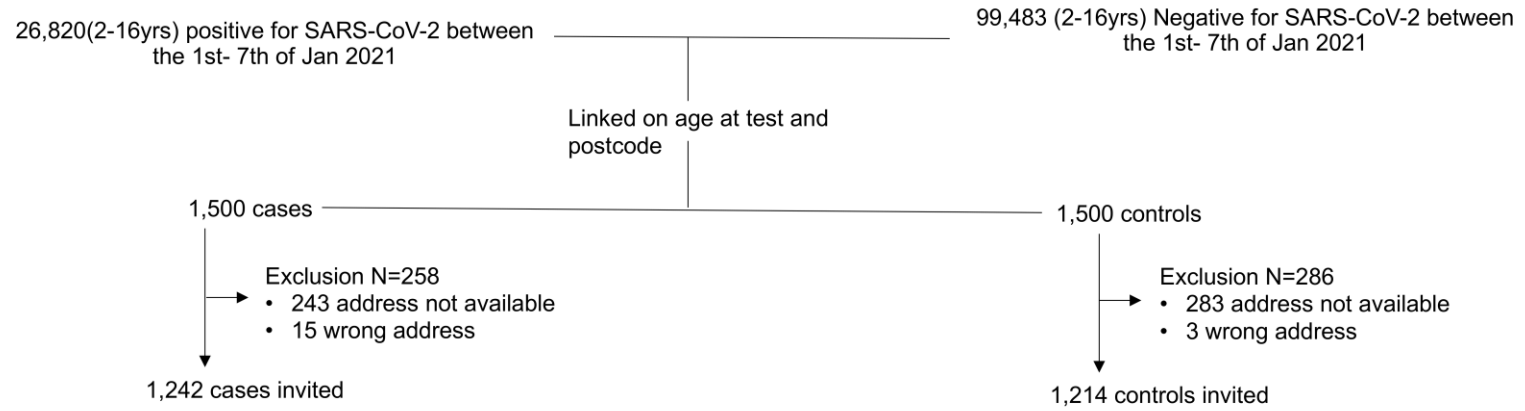 26,820(2-16yrs) positive for SARS-CoV-2 between
the 1st- 7th of Jan 2021
99,483 (2-16yrs) Negative for SARS-CoV-2 between
the 1st- 7th of Jan 2021
Linked on age at test and
postcode
1,500 cases
1,500 controls
Exclusion N=258
• 243 address not available
• 15 wrong address
Exclusion N=286
• 283 address not available
• 3 wrong address
1,242 cases invited
1,214 controls invited